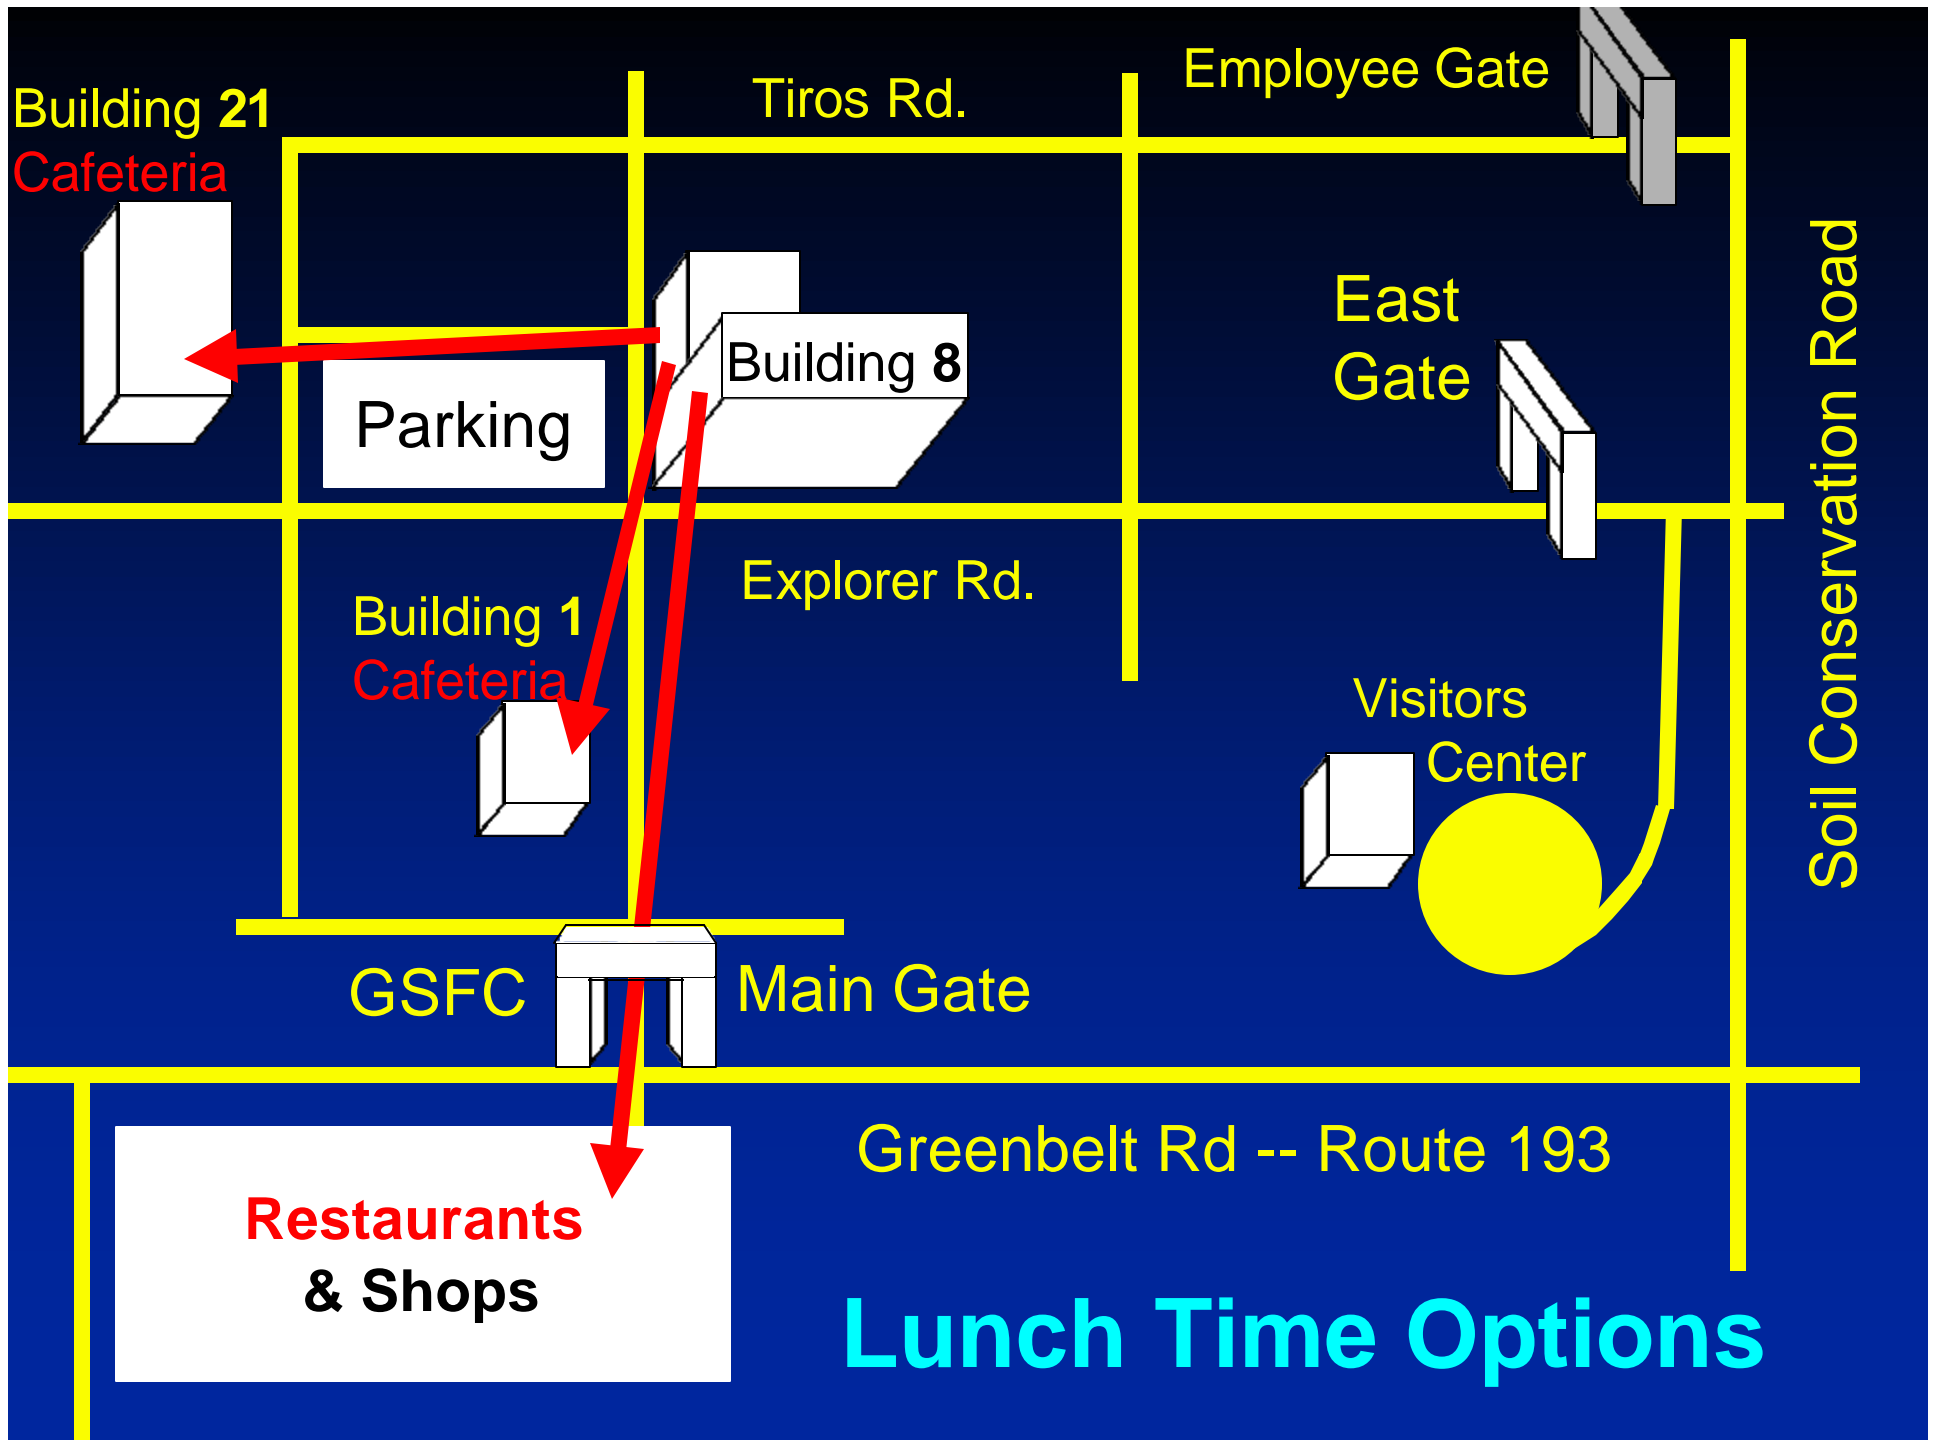 Employee Gate
Tiros Rd.
Building 21
Cafeteria
East
Gate
Building 8
Parking
Soil Conservation Road
Explorer Rd.
Building 1
Cafeteria
Visitors
Center
GSFC
Main Gate
Greenbelt Rd -- Route 193
Restaurants
& Shops
Lunch Time Options